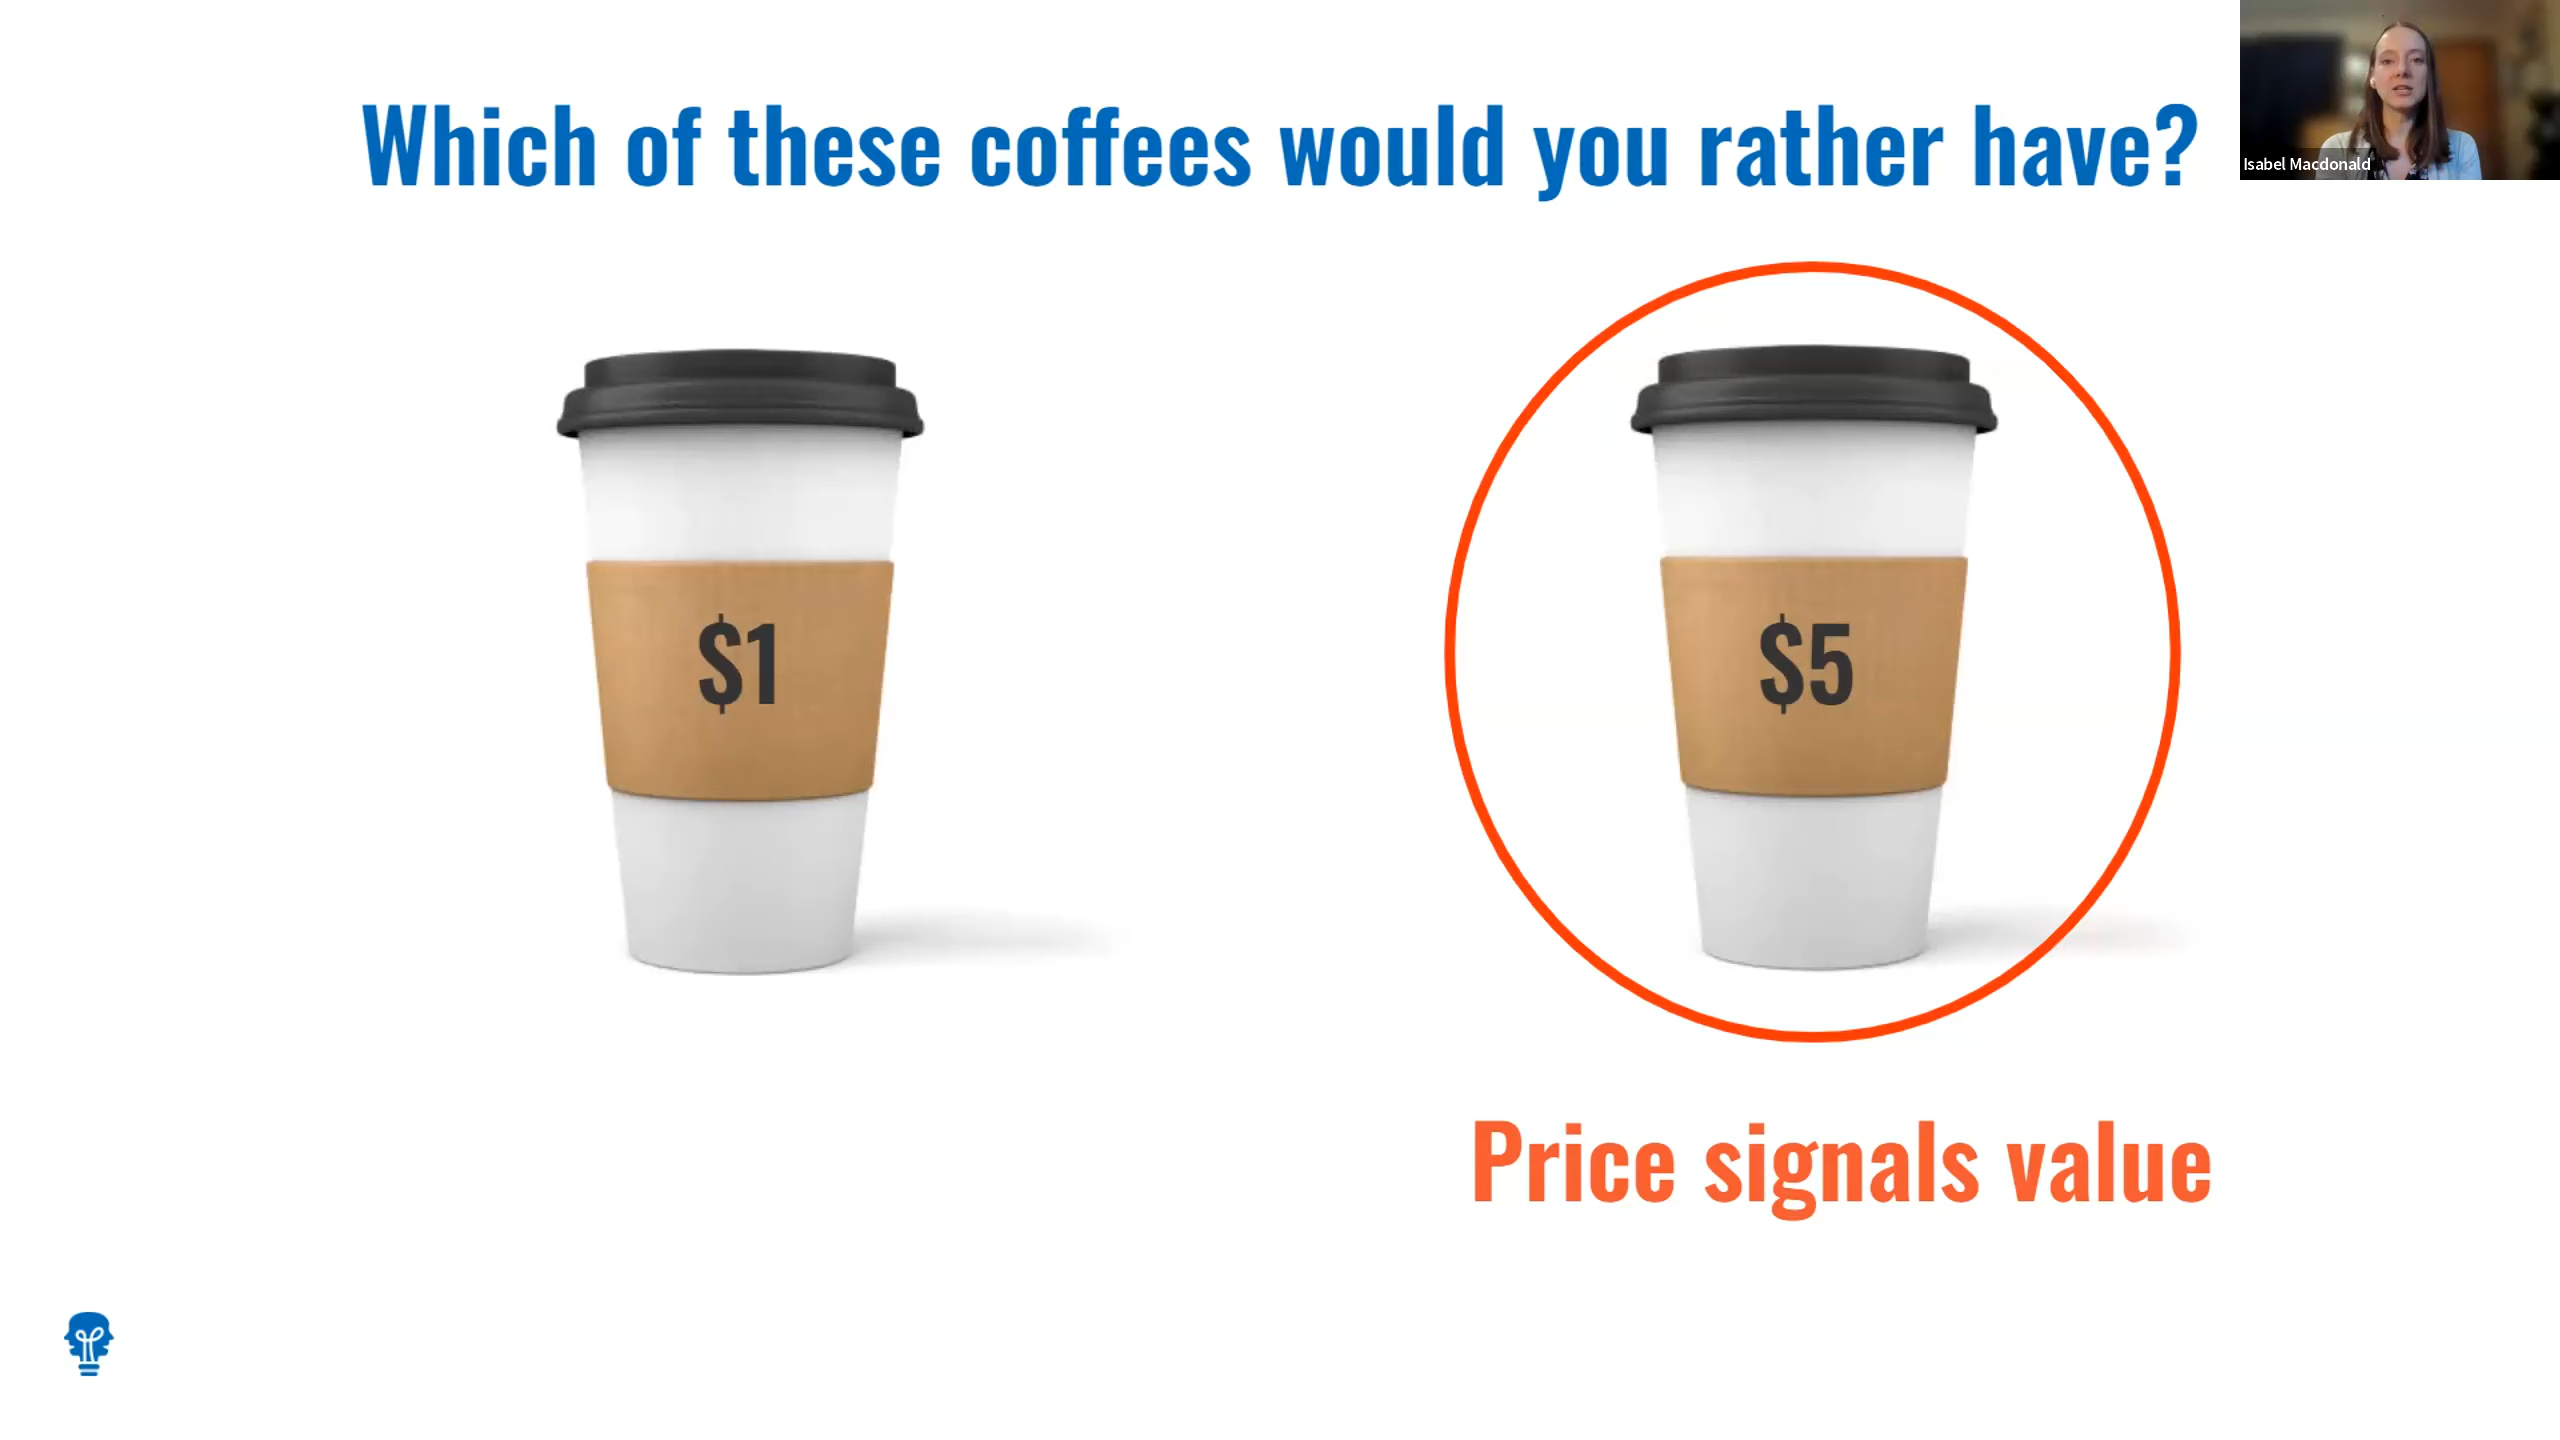 Which of these coffees would you rather have?
Isabel Macdonald
$1
$5
Price signals value